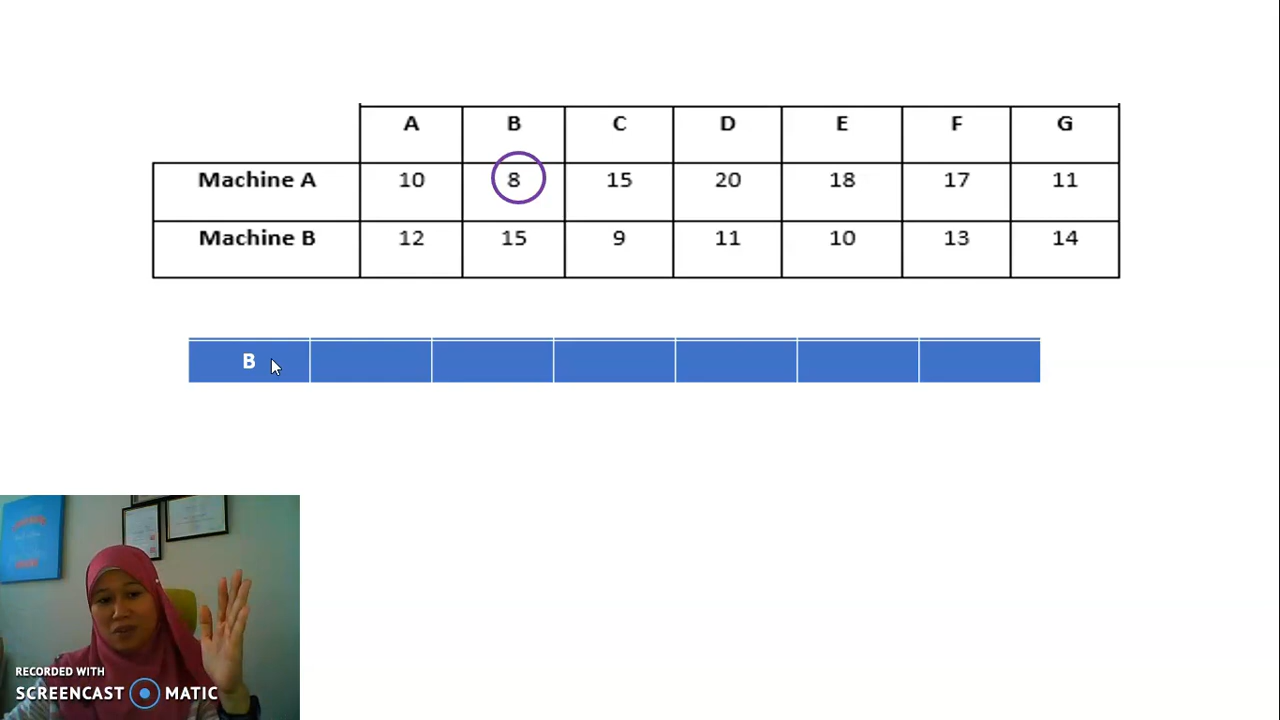 A B C D E F G
Machine A 10 8 15 20 18 17 11
Machine B 12 15 9 11 10 13 14
B
RECORDED WITH
SCREENCAST MATIC